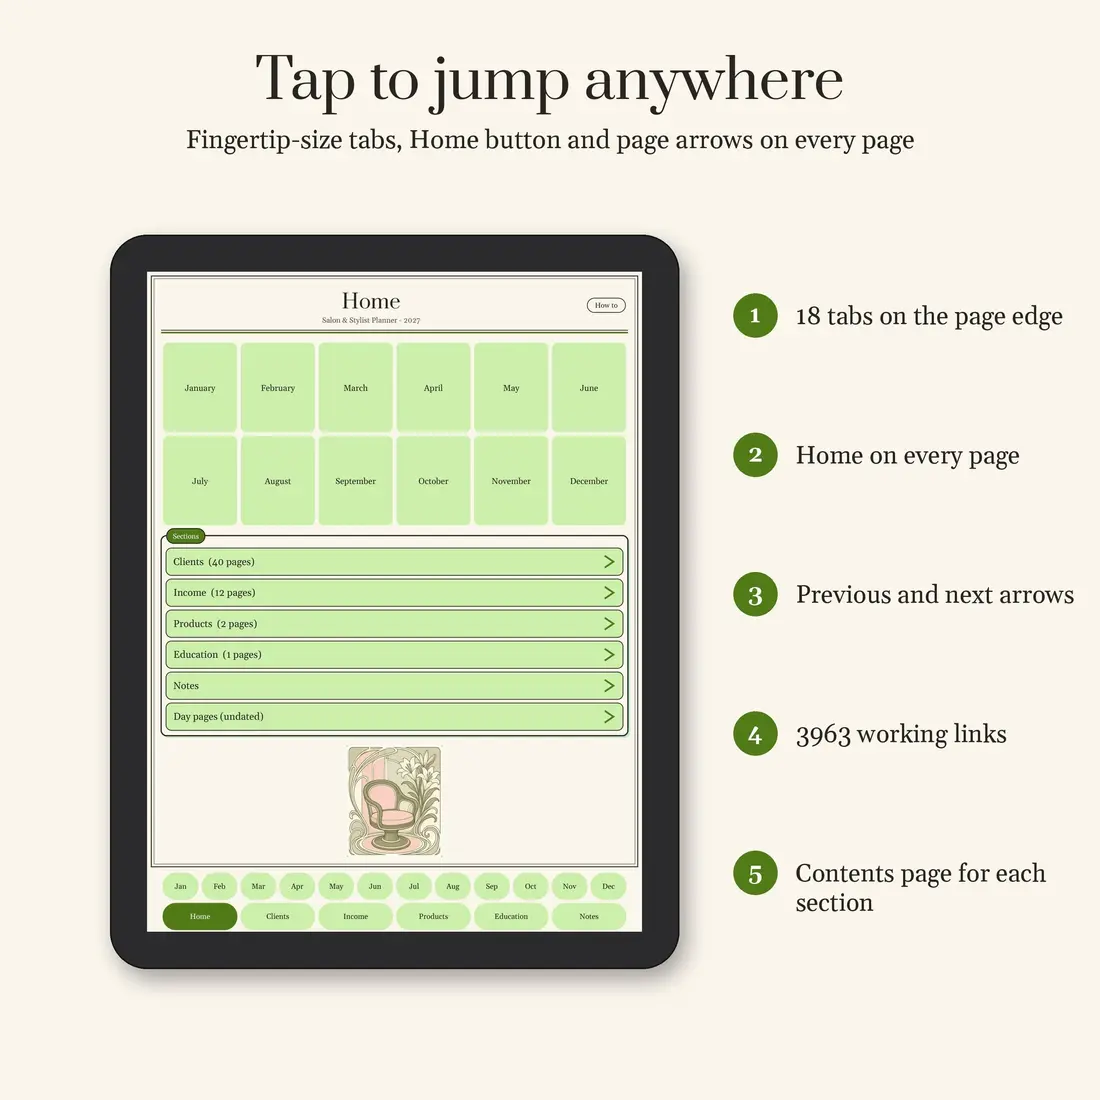 Tap to jump anywhere
Fingertip-size tabs, Home button and page arrows on every page
Home
How to
Salon & Stylist Planner - 2027
January February March April May June
July August September October November December
Sections
Clients (40 pages)
Income (12 pages)
Products (2 pages)
Education (1 pages)
Notes
Day pages (undated)
Jan Feb Mar Apr May Jun Jul Aug Sep Oct Nov Dec
Home Clients Income Products Education Notes
1 18 tabs on the page edge
2 Home on every page
3 Previous and next arrows
4 3963 working links
5 Contents page for each
section